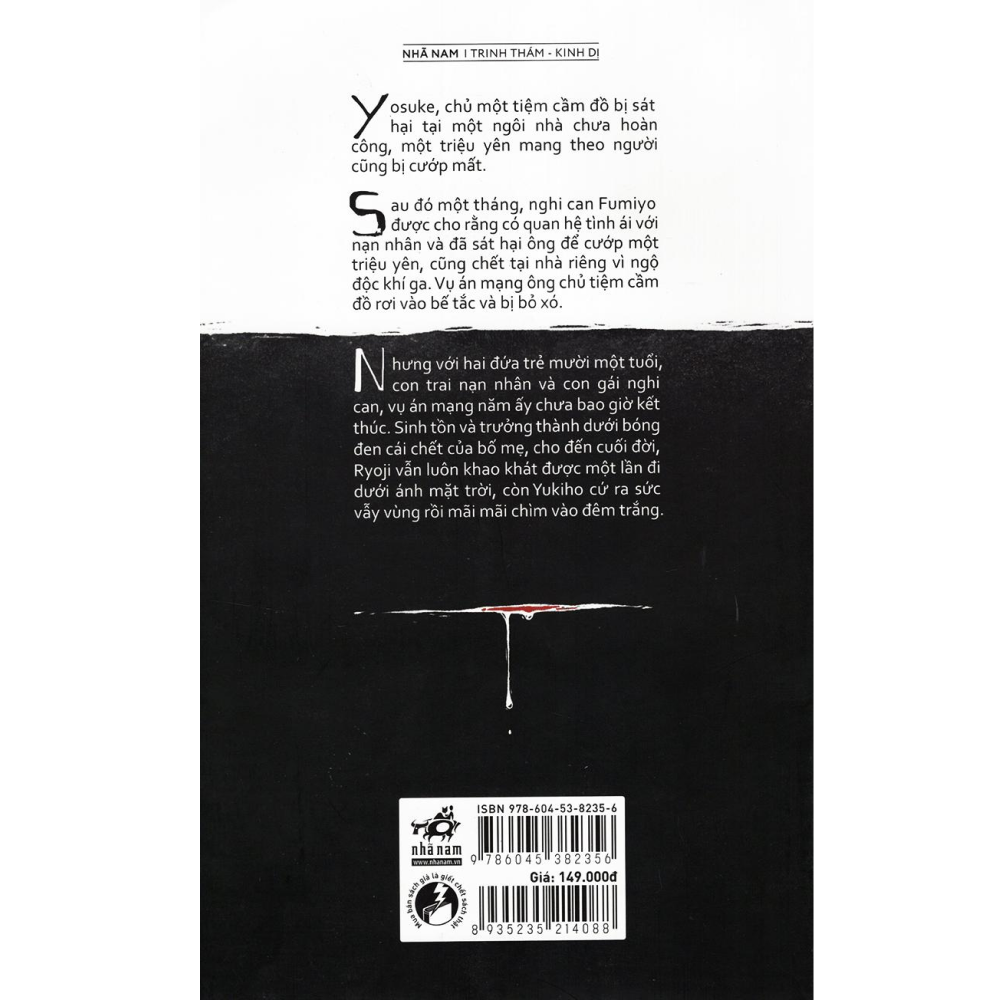 NHÃ NAM I TRINH THÁM - KINH DỊ
Yosuke, chủ một tiệm cầm đồ bị sát
hại tại một ngôi nhà chưa hoàn
công, một triệu yên mang theo người
cũng bị cướp mất.
Sau đó một tháng, nghi can Fumiyo
được cho rằng có quan hệ tình ái với
nạn nhân và đã sát hại ông để cướp một
triệu yên, cũng chết tại nhà riêng vì ngộ
độc khí ga. Vụ án mạng ông chủ tiệm cầm
đồ rơi vào bế tắc và bị bỏ xó.
Nhưng với hai đứa trẻ mười một tuổi,
con trai nạn nhân và con gái nghi
can, vụ án mạng năm ấy chưa bao giờ kết
thúc. Sinh tồn và trưởng thành dưới bóng
đen cái chết của bố mẹ, cho đến cuối đời,
Ryoji vẫn luôn khao khát được một lần đi
dưới ánh mặt trời, còn Yukiho cứ ra sức
vẫy vùng rồi mãi mãi chìm vào đêm trắng.
ISBN 978-604-53-8235-6
nhã nam
www.nhanam.vn
9 786045 382356
Giá: 149.000đ
Mua bán sách giả là giết chết sách thật
8 935235 214088